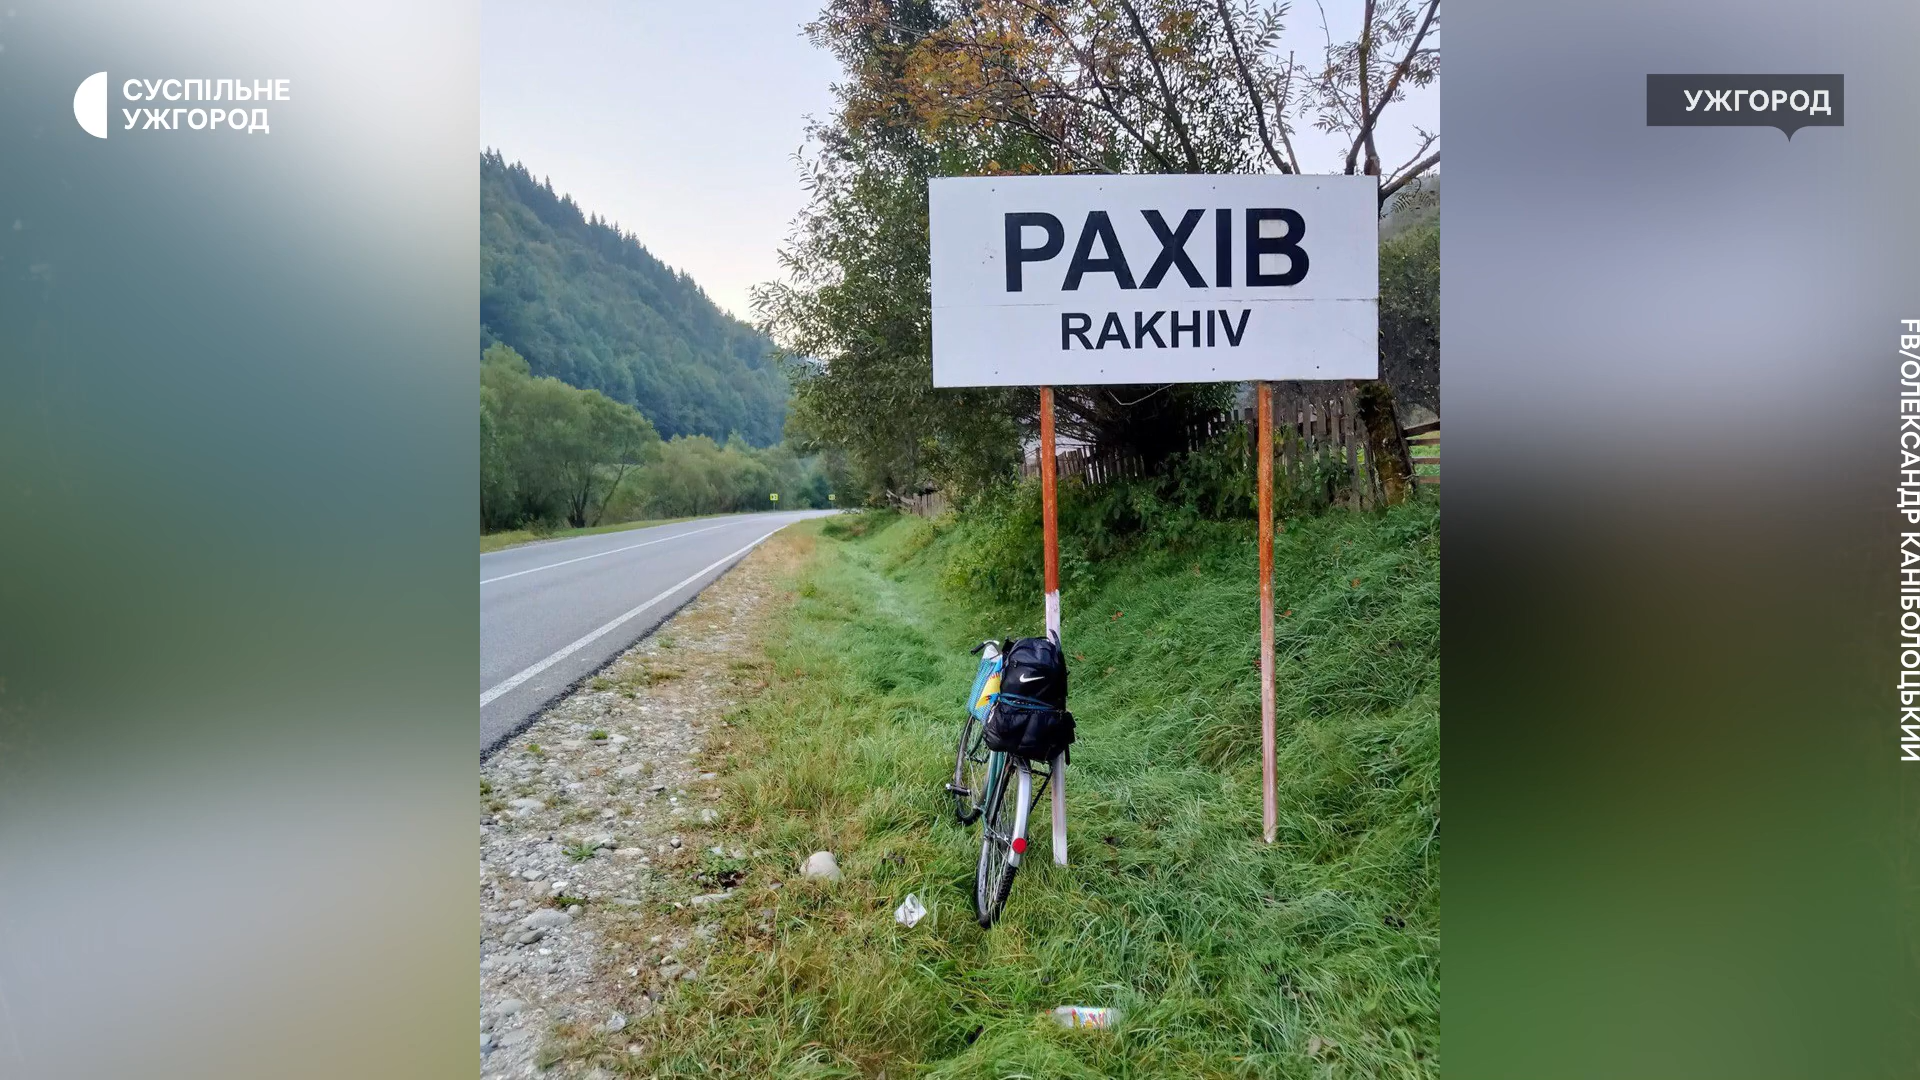 СУСПІЛЬНЕ
УЖГОРОД
УЖГОРОД
РАХІВ
RAKHIV
FB/ОЛЕКСАНДР КАНІБОЛОЦЬКИЙ